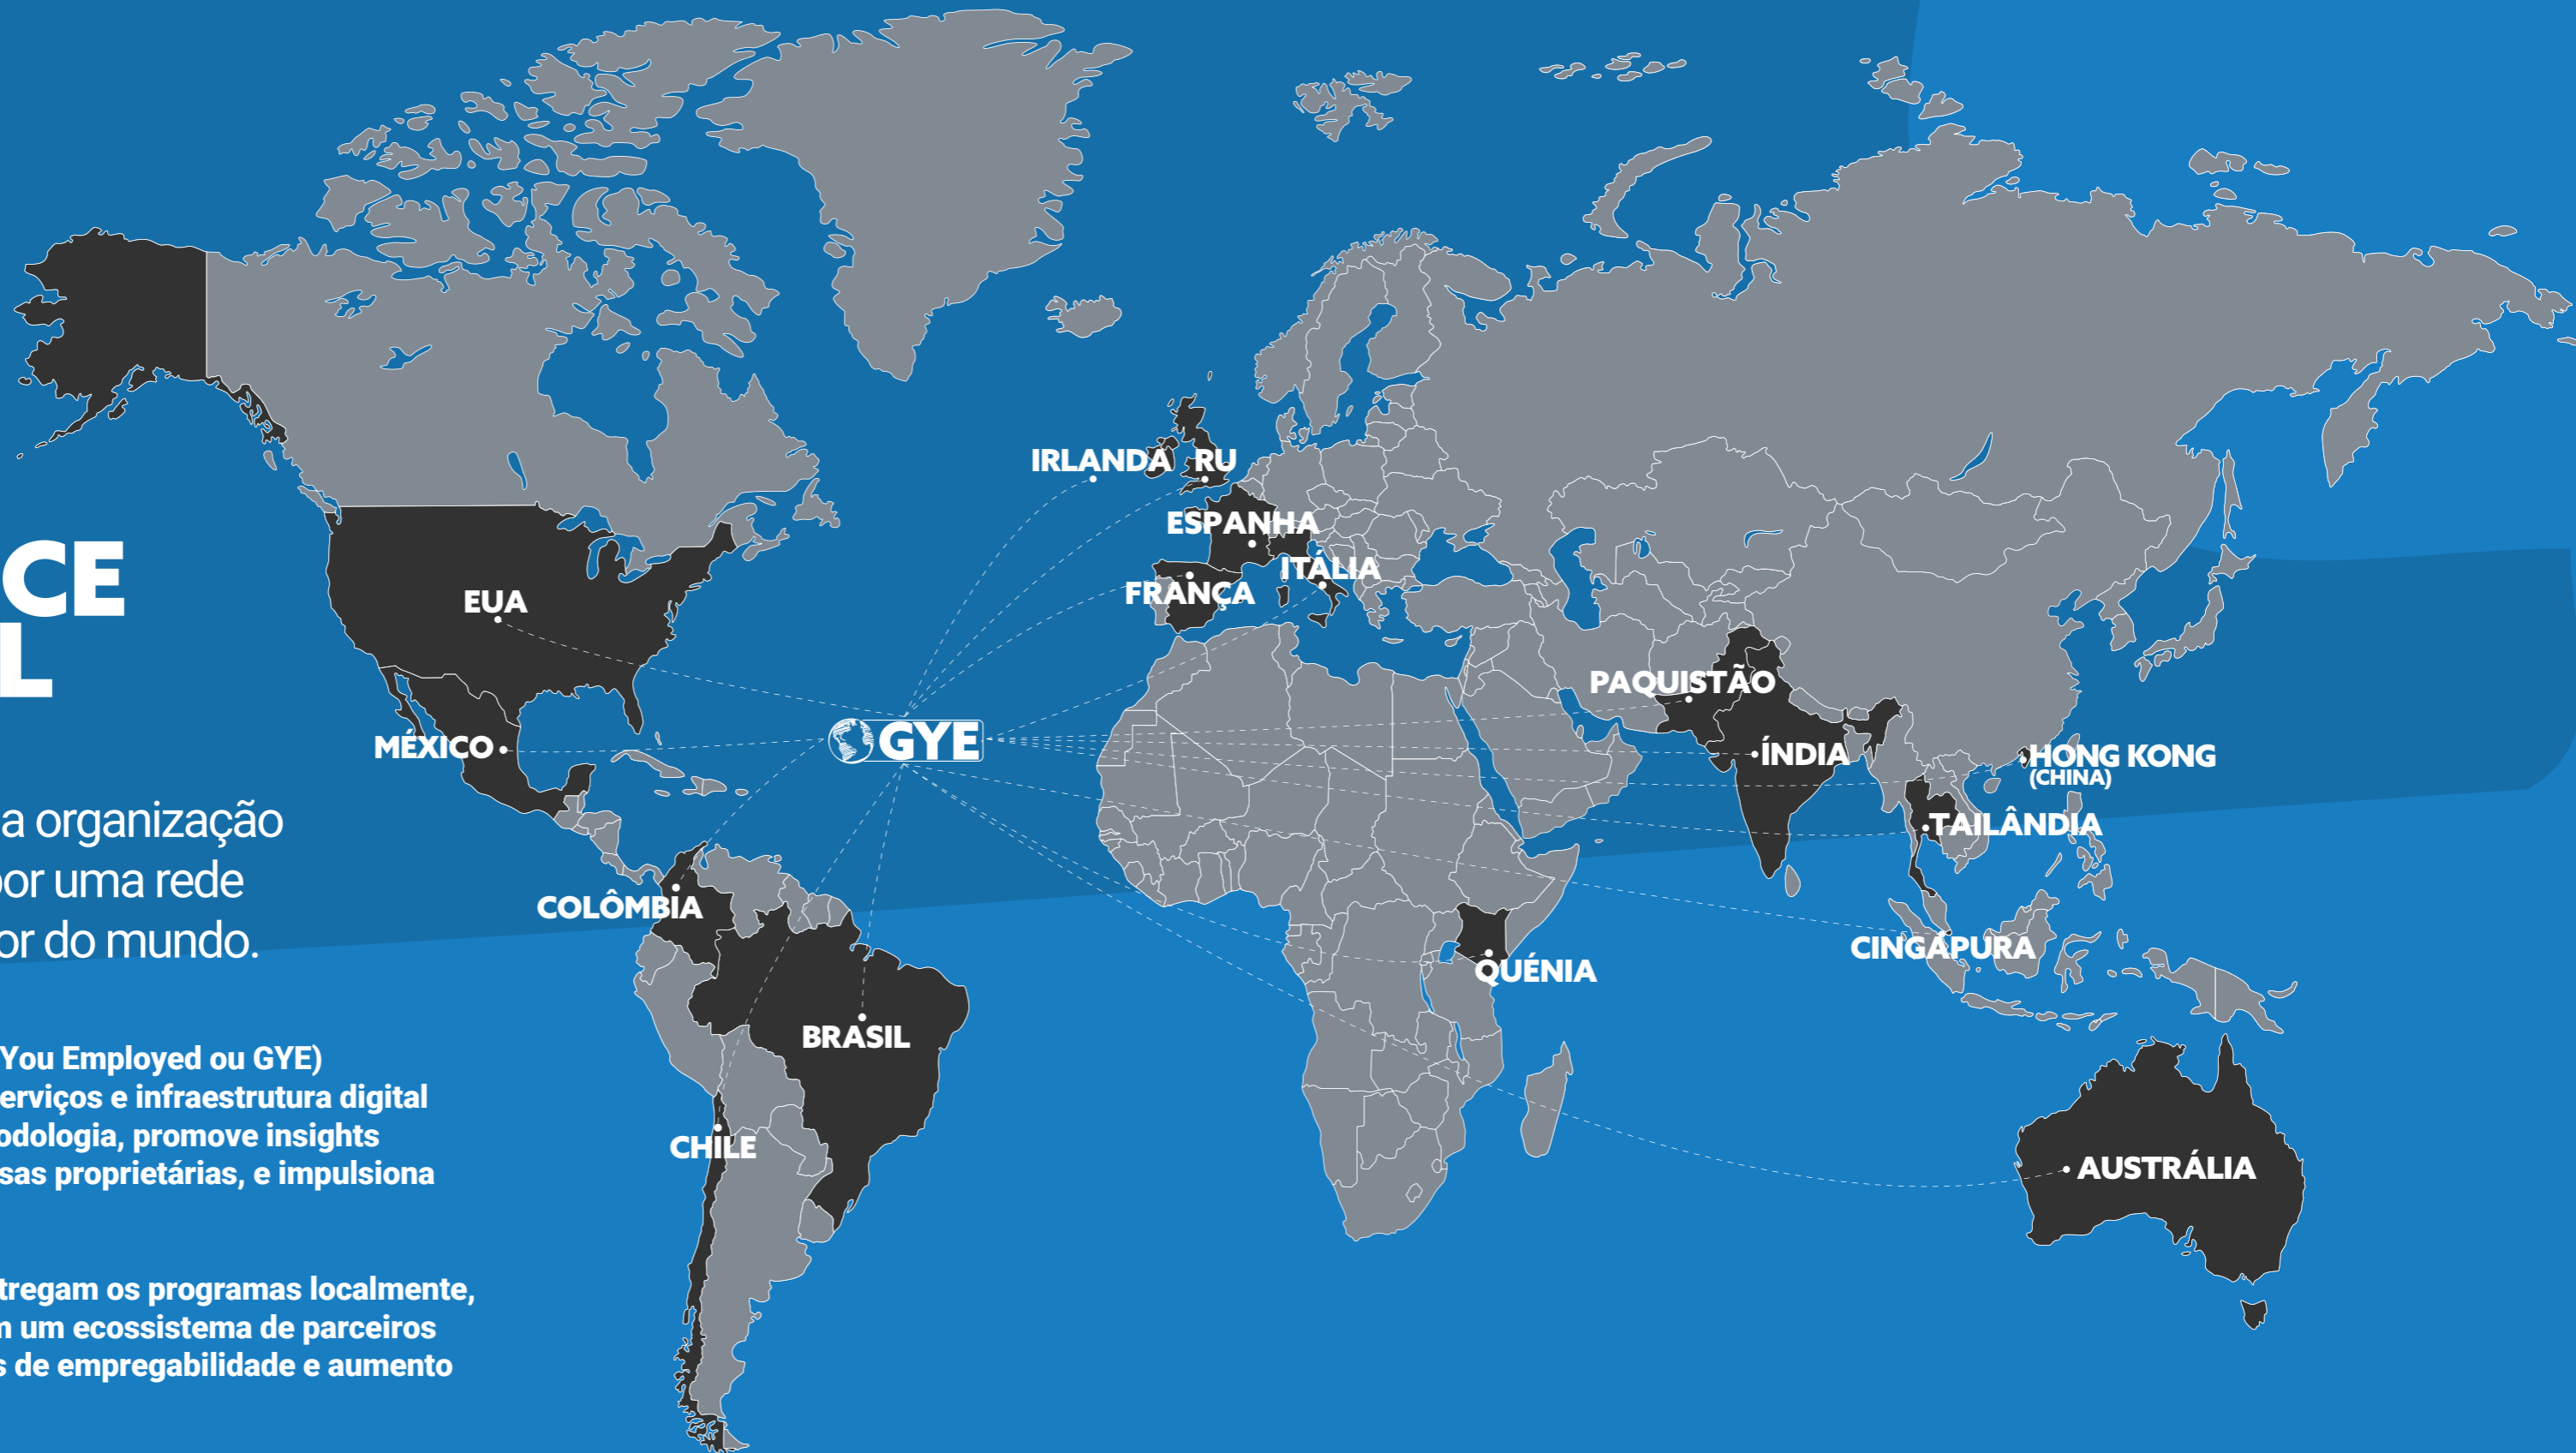 CE
L
a organização
por uma rede
or do mundo.
You Employed ou GYE)
erviços e infraestrutura digital
odologia, promove insights
sas proprietárias, e impulsiona
tregam os programas localmente,
m um ecossistema de parceiros
s de empregabilidade e aumento
IRLANDA
RU
ESPANHA
ITÁLIA
FRANÇA
EUA
PAQUISTÃO
GYE
MÉXICO
ÍNDIA
HONG KONG
(CHINA)
TAILÂNDIA
COLÔMBIA
CINGAPURA
QUÉNIA
BRASIL
CHILE
AUSTRÁLIA